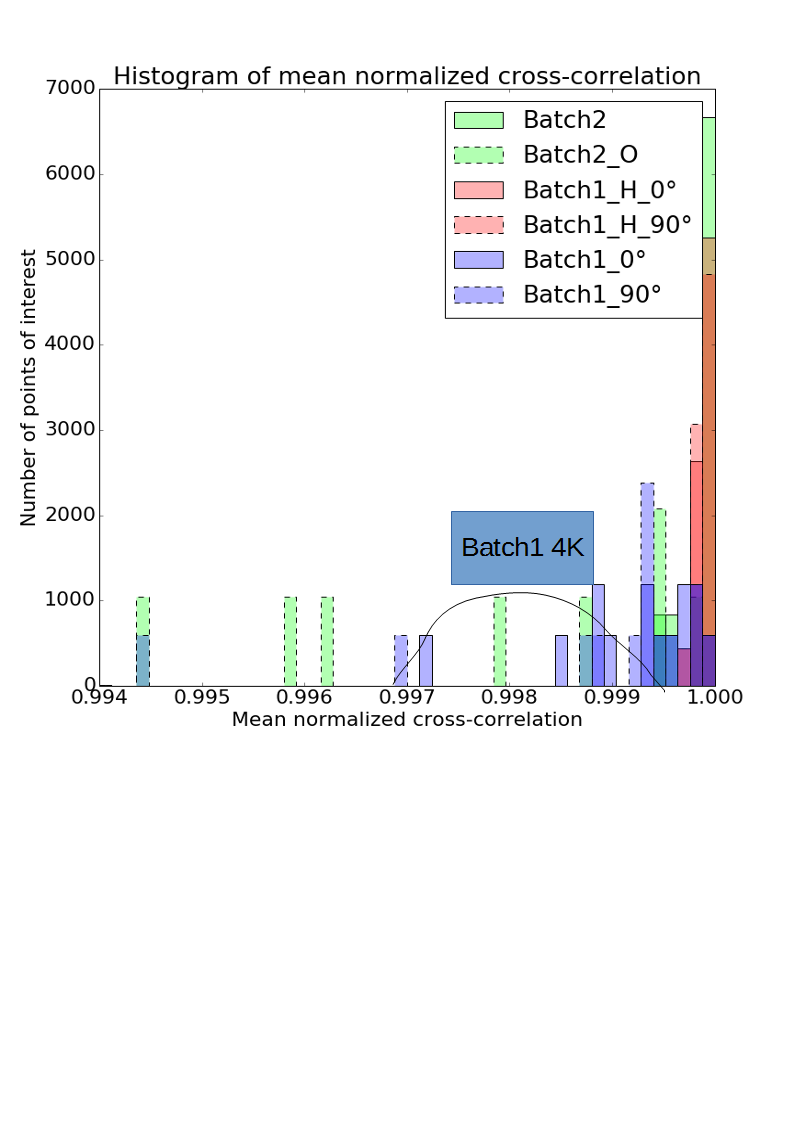 Histogram of mean normalized cross-correlation
7000
6000
5000
4000
3000
2000
1000
0
Number of points of interest
Batch2
Batch2_O
Batch1_H_0°
Batch1_H_90°
Batch1_0°
Batch1_90°
Batch1 4K
0.994 0.995 0.996 0.997 0.998 0.999 1.000
Mean normalized cross-correlation